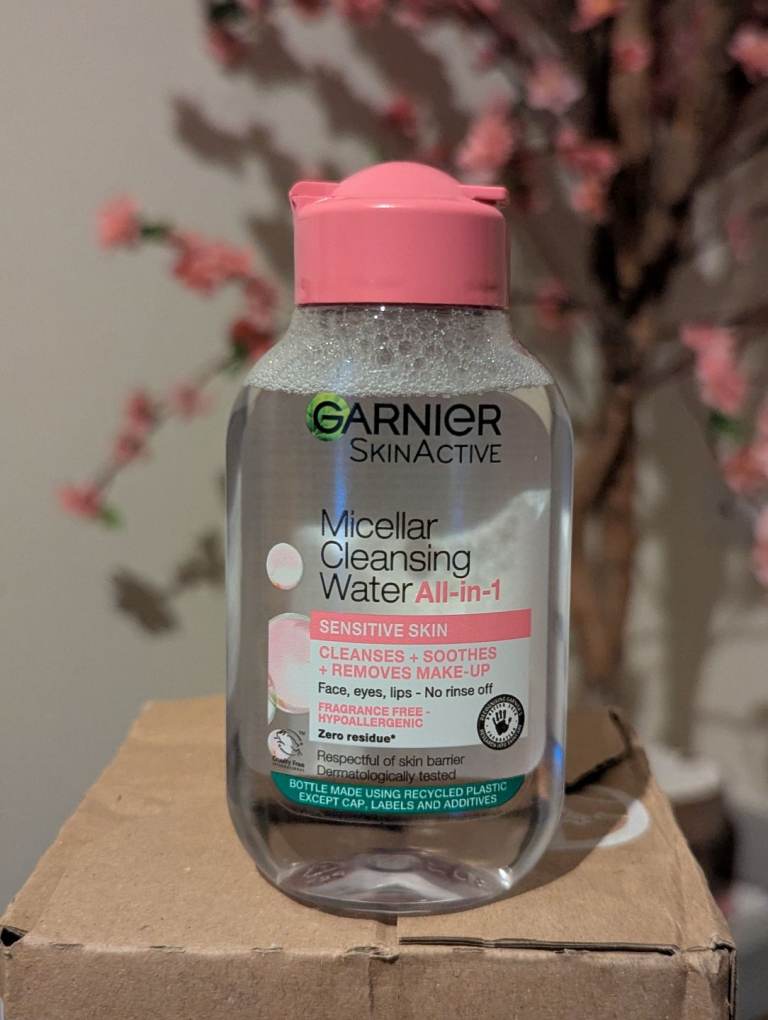 GARNIER
SKINACTIVE
Micellar
Cleansing
Water All-in-1
SENSITIVE SKIN
CLEANSES + SOOTHES
+ REMOVES MAKE-UP
Face, eyes, lips - No rinse off
FRAGRANCE FREE -
HYPOALLERGENIC
Zero residue*
Cruelty Free
Respectful of skin barrier
Dermatologically tested
BOTTLE MADE USING RECYCLED PLASTIC
EXCEPT CAP, LABELS AND ADDITIVES